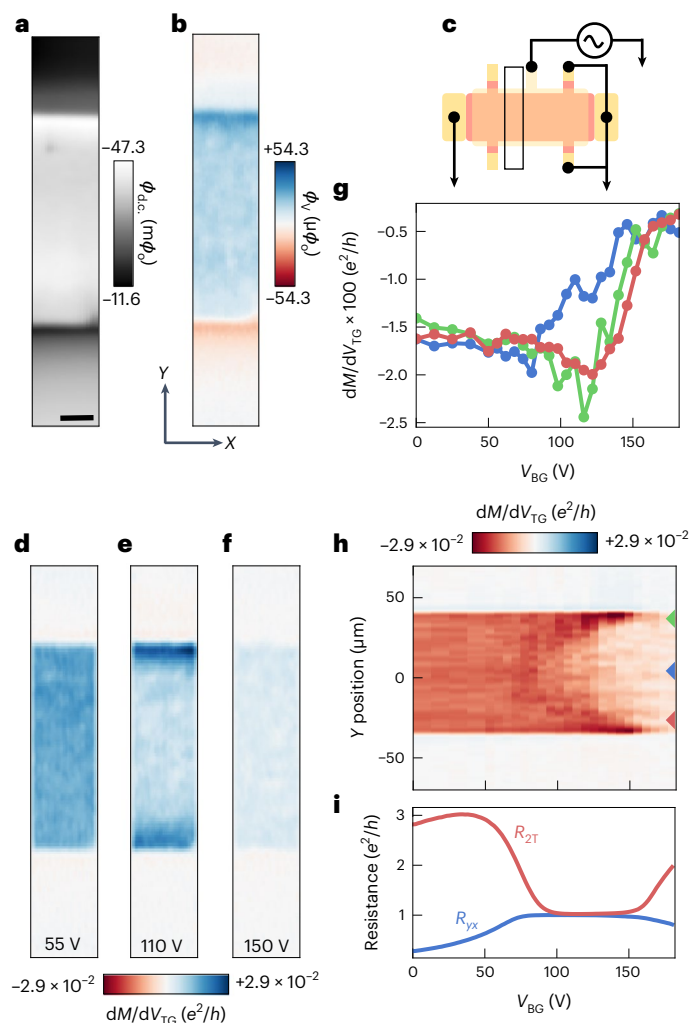 a
b
c
−47.3
ϕd.c. (mϕo)
−11.6
+54.3
ϕV (μϕo)
−54.3
Y
X
g
−0.5
−1.0
−1.5
−2.0
−2.5
dM/dVTG × 100 (e²/h)
0
50
100
150
VBG (V)
d
e
f
55 V
110 V
150 V
−2.9 × 10⁻²
+2.9 × 10⁻²
dM/dVTG (e²/h)
h
dM/dVTG (e²/h)
−2.9 × 10⁻²
+2.9 × 10⁻²
50
0
−50
Y position (μm)
i
3
2
1
Resistance (e²/h)
R2T
Ryx
0
50
100
150
VBG (V)